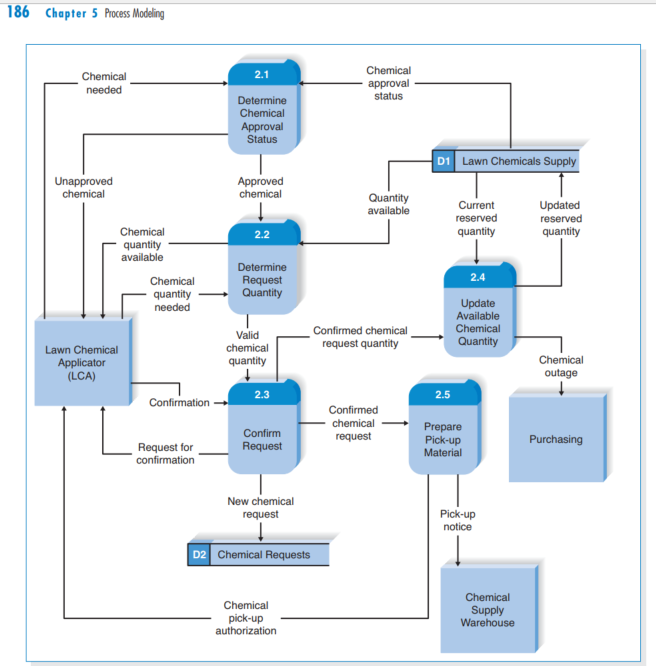 186 Chapter 5 Process Modeling
Chemical
needed
2.1
Determine
Chemical
Approval
Status
Chemical
approval
status
D1 Lawn Chemicals Supply
Unapproved
chemical
Approved
chemical
Quantity
available
Current
reserved
quantity
Updated
reserved
quantity
Chemical
quantity
available
2.2
Determine
Request
Quantity
Chemical
quantity
needed
2.4
Update
Available
Chemical
Quantity
Lawn Chemical
Applicator
(LCA)
Valid
chemical
quantity
Confirmed chemical
request quantity
Chemical
outage
Confirmation
2.3
Confirm
Request
Confirmed
chemical
request
2.5
Prepare
Pick-up
Material
Purchasing
Request for
confirmation
New chemical
request
Pick-up
notice
D2 Chemical Requests
Chemical
pick-up
authorization
Chemical
Supply
Warehouse